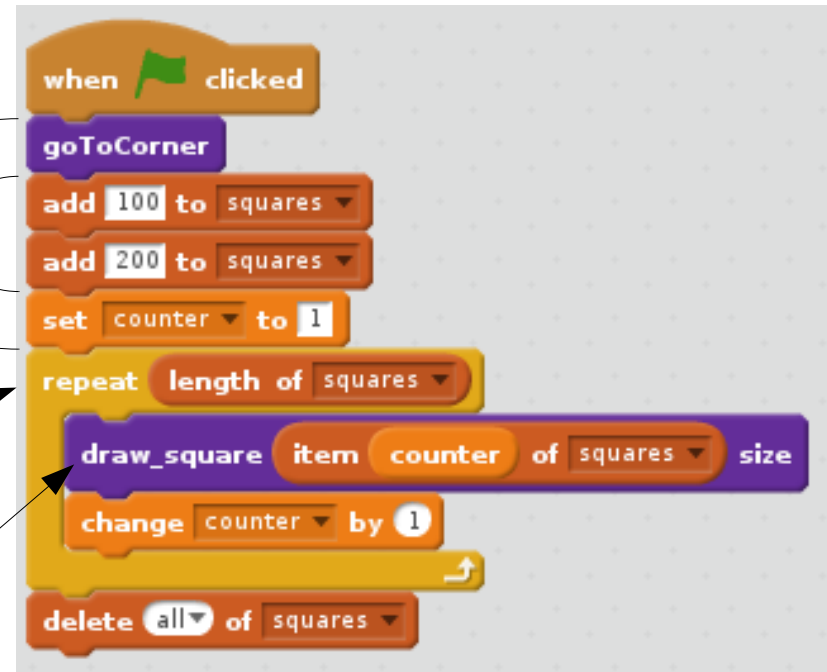 when clicked
goToCorner
add 100 to squares
add 200 to squares
set counter to 1
repeat length of squares
draw_square item counter of squares size
change counter by 1
delete all of squares